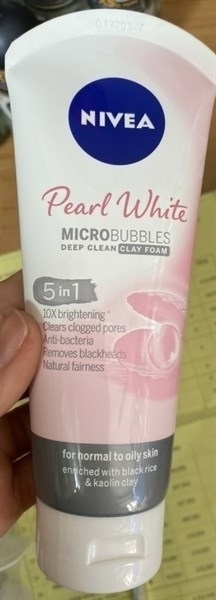 NIVEA
Pearl White
MICROBUBBLES
DEEP CLEAN CLAY FOAM
5 in 1
10X brightening
Clears clogged pores
Anti-bacteria
Removes blackheads
Natural fairness
for normal to oily skin
enriched with black rice
& kaolin clay